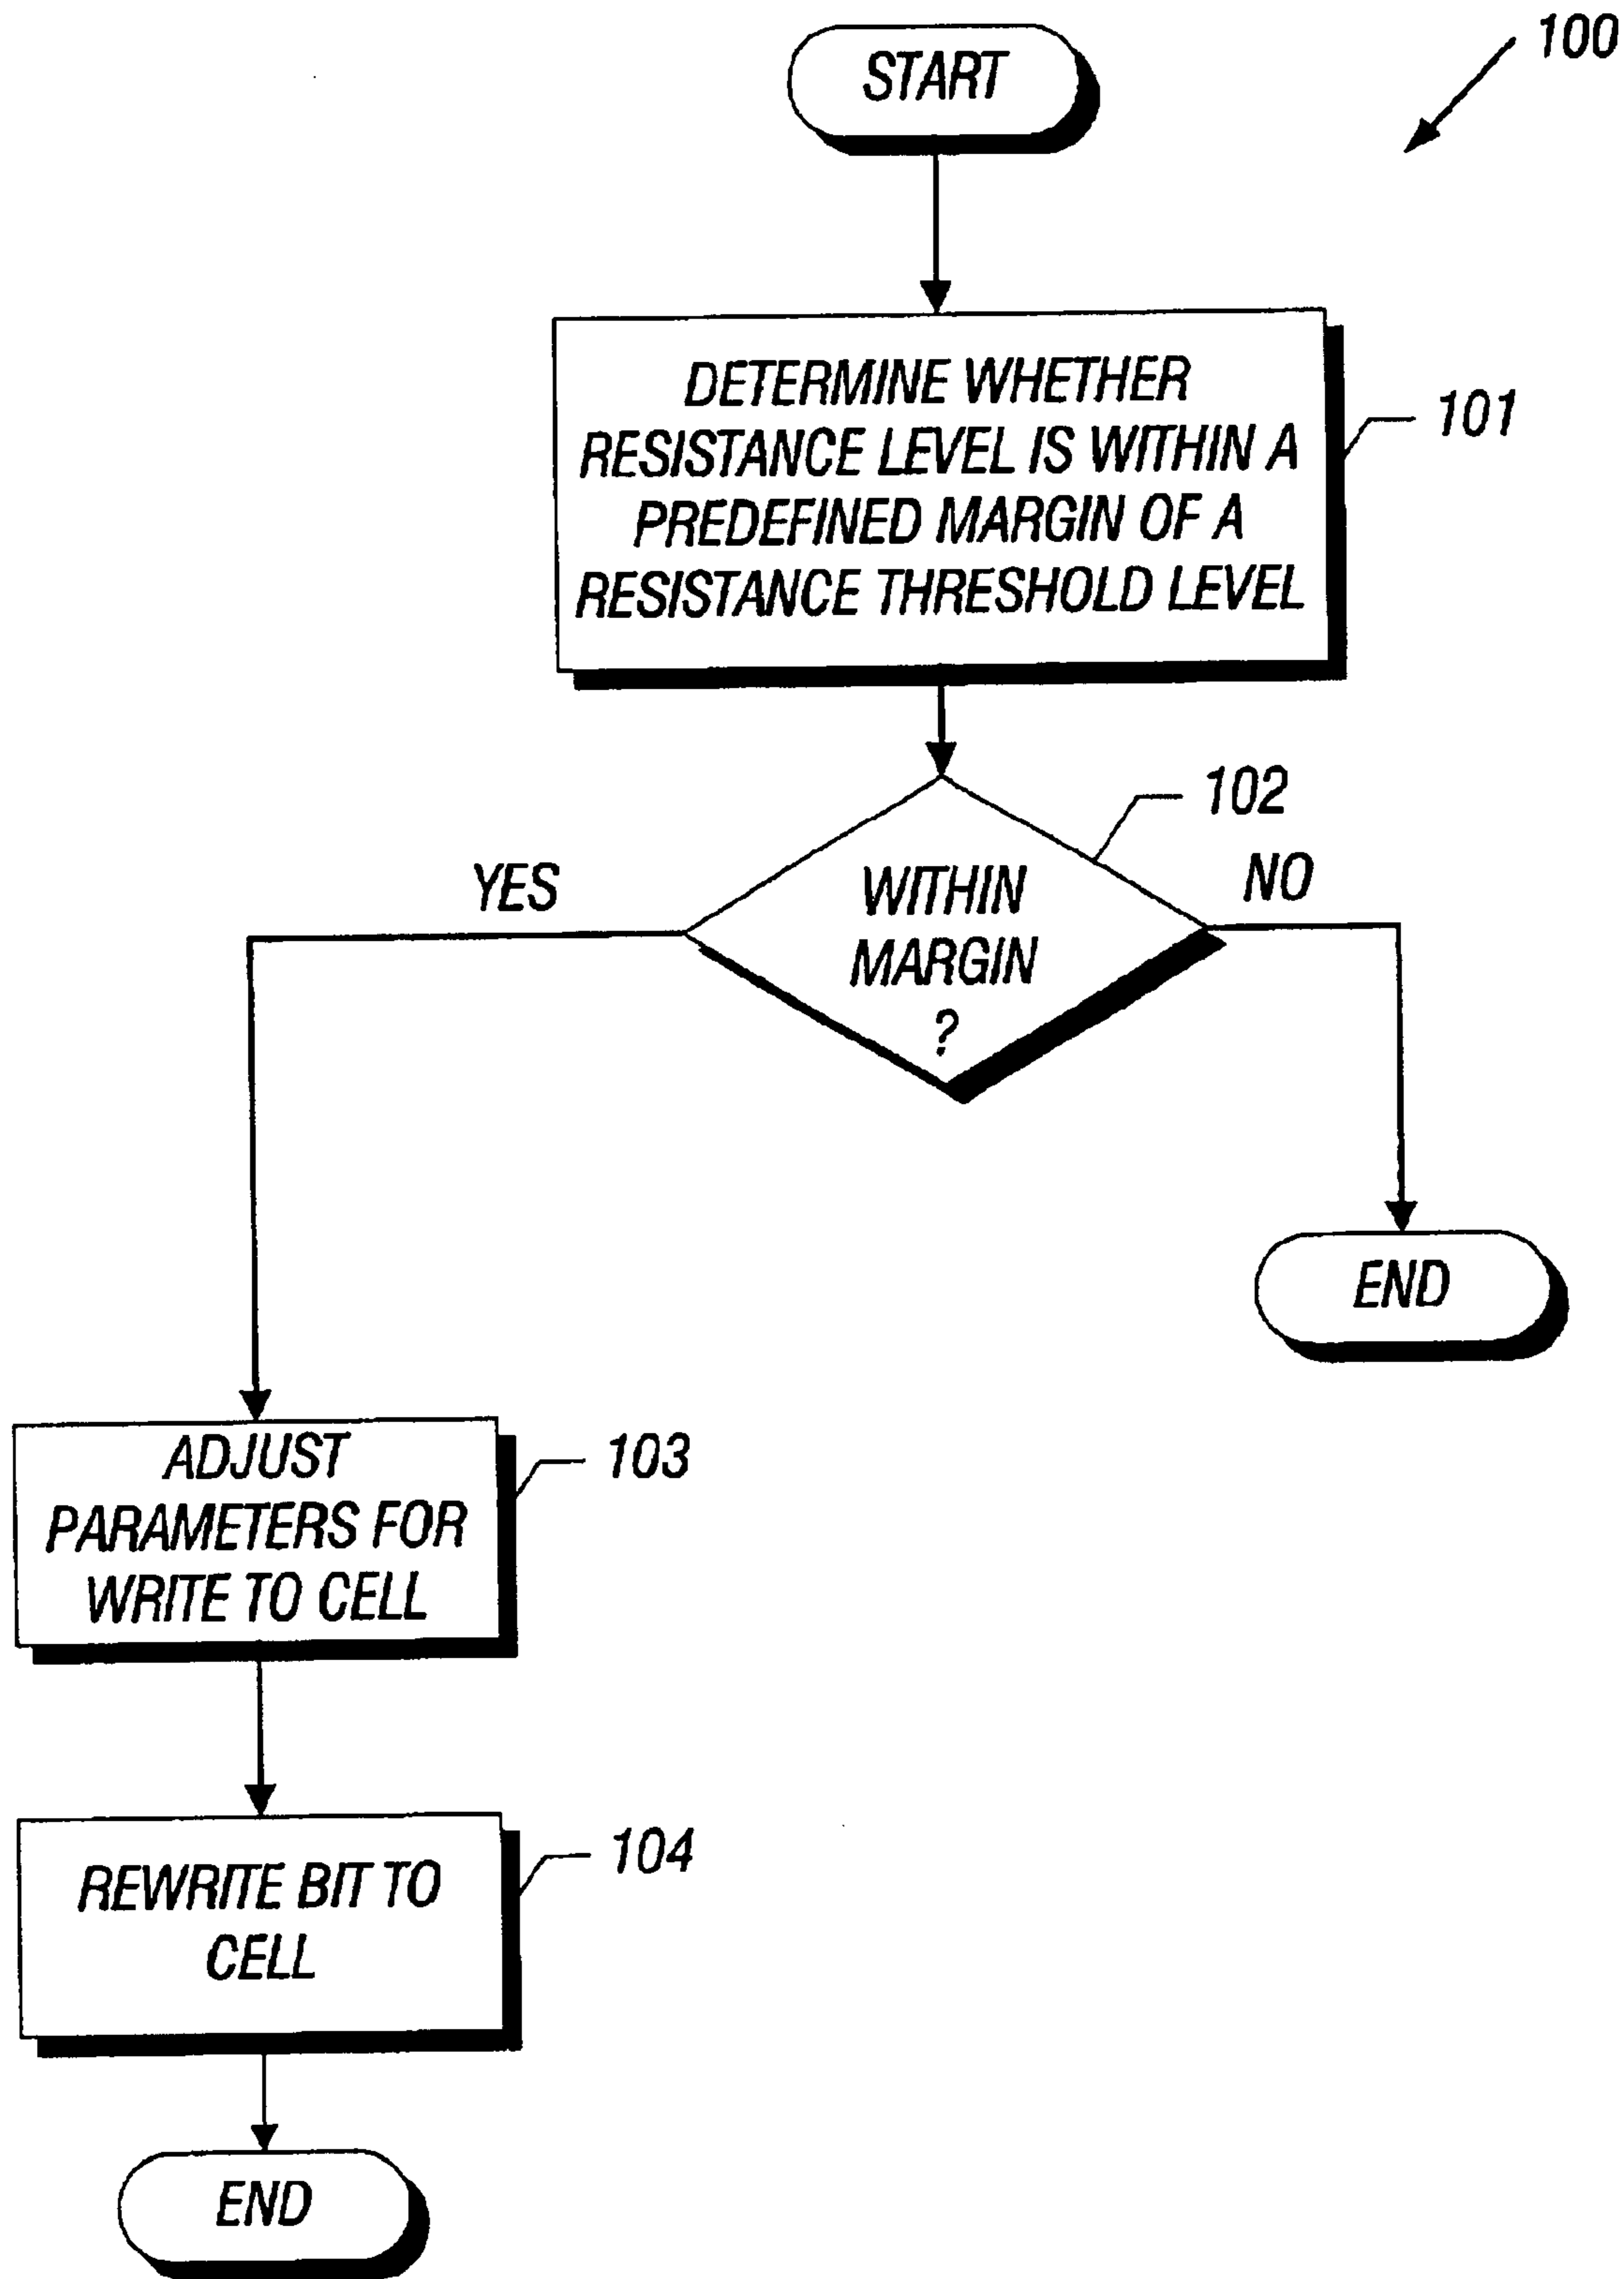 100
START
DETERMINE WHETHER
RESISTANCE LEVEL IS WITHIN A
PREDEFINED MARGIN OF A
RESISTANCE THRESHOLD LEVEL
101
102
YES
NO
WITHIN
MARGIN
?
END
ADJUST
PARAMETERS FOR
WRITE TO CELL
103
REWRITE BIT TO
CELL
104
END